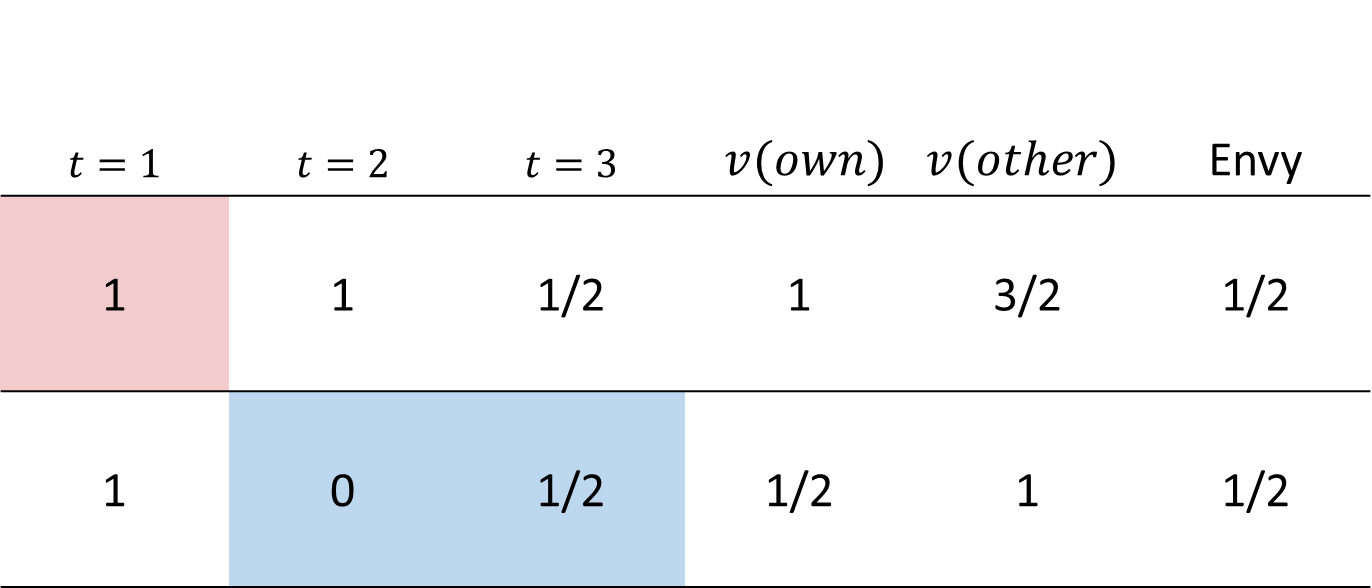 t = 1 t = 2 t = 3 v(own) v(other) Envy
1 1 1/2 1 3/2 1/2
1 0 1/2 1/2 1 1/2